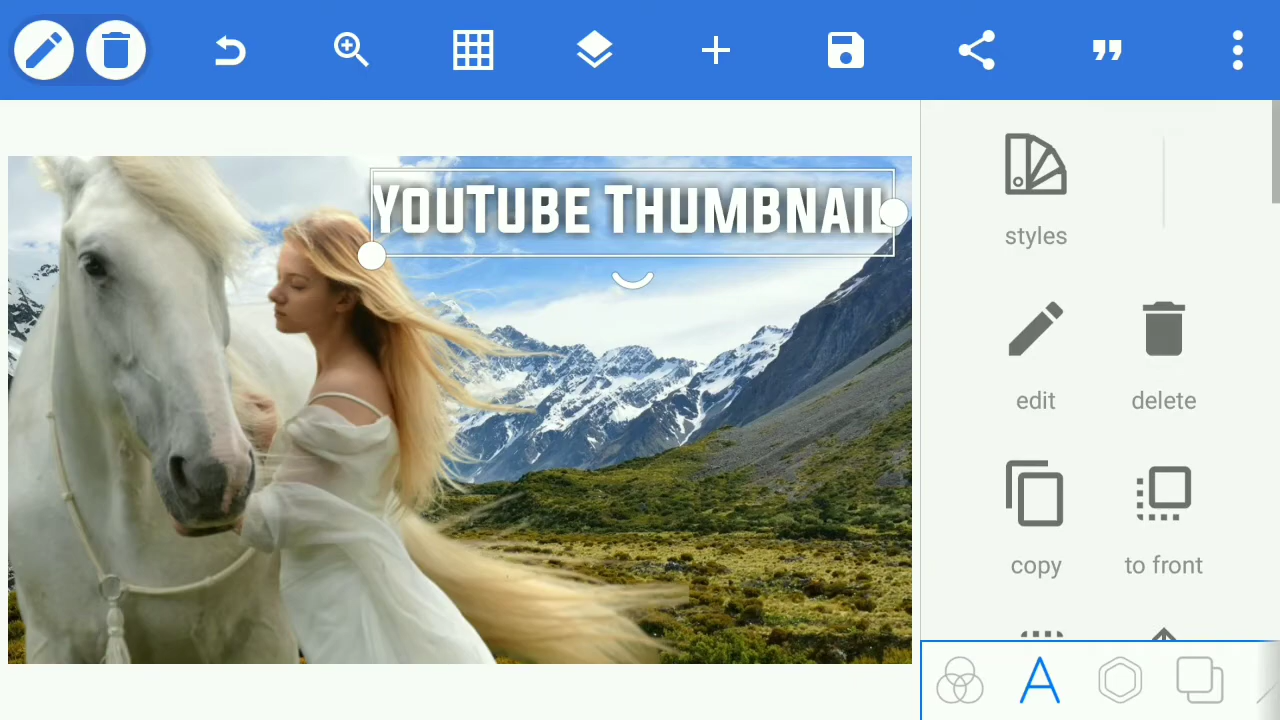 YouTube Thumbnail
styles
edit
delete
copy
to front